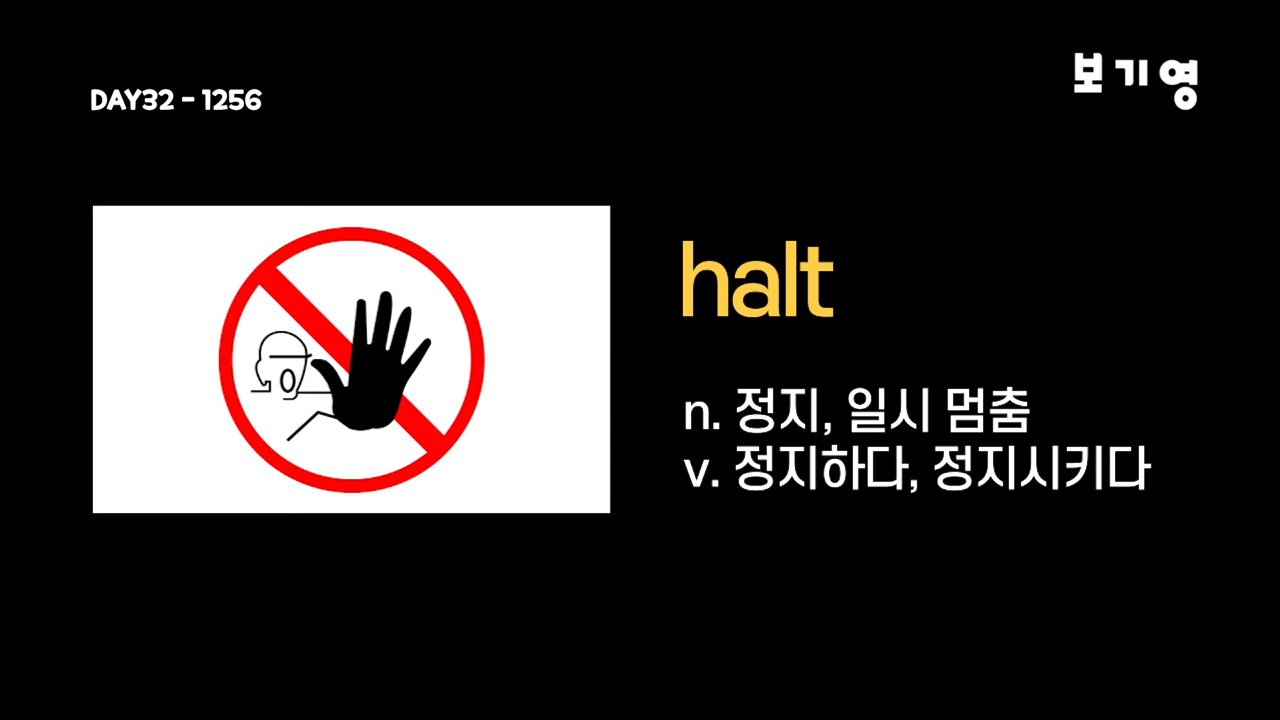 DAY32 - 1256
보기영
halt
n. 정지, 일시 멈춤
v. 정지하다, 정지시키다